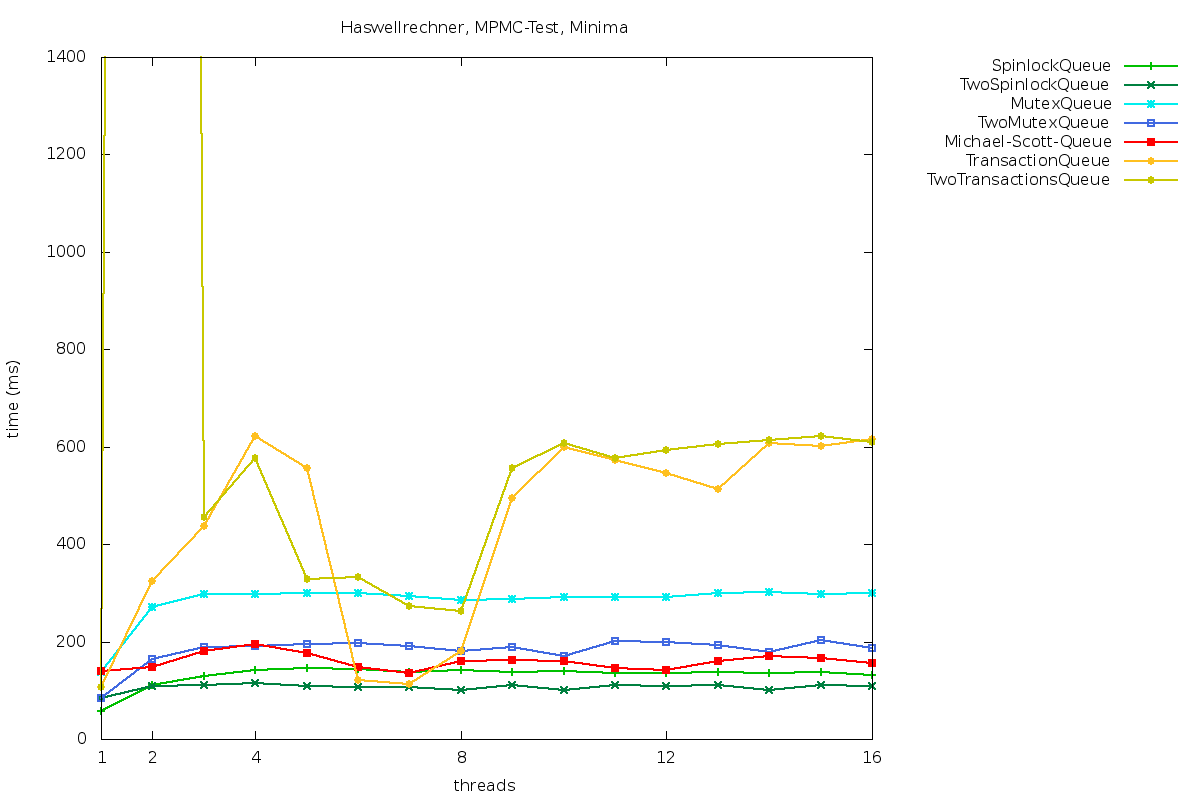 Haswellrechner, MPMC-Test, Minima
SpinlockQueue
TwoSpinlockQueue
MutexQueue
TwoMutexQueue
Michael-Scott-Queue
TransactionQueue
TwoTransactionsQueue
1400
1200
1000
800
600
400
200
0
time (ms)
1 2 4 8 12 16
threads